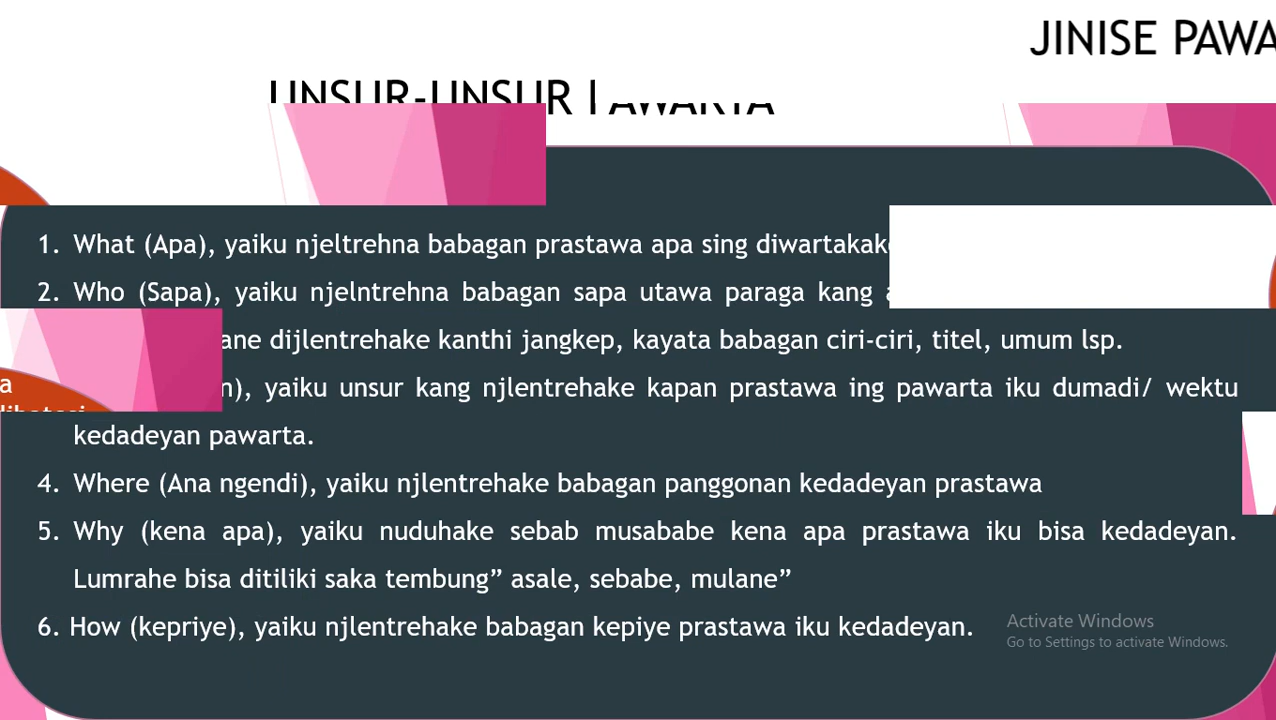 JINISE
UNSUR-UNSUR
1. What (Apa), yaiku njeltrehna babagan prastawa apa sing
2. Who (Sapa), yaiku njelntrehna babagan sapa utawa paraga kang
dijlentrehake kanthi jangkep, kayata babagan ciri-ciri, titel, umum lsp.
yaiku unsur kang njlentrehake kapan prastawa ing pawarta iku dumadi/ wektu
kedadeyan pawarta.
4. Where (Ana ngendi), yaiku njlentrehake babagan panggonan kedadeyan prastawa
5. Why (kena apa), yaiku nuduhake sebab musababe kena apa prastawa iku bisa kedadeyan.
Lumrahe bisa ditiliki saka tembung” asale, sebabe, mulane”
6. How (kepriye), yaiku njlentrehake babagan kepiye prastawa iku kedadeyan.
Activate Windows
Go to Settings to activate Windows.